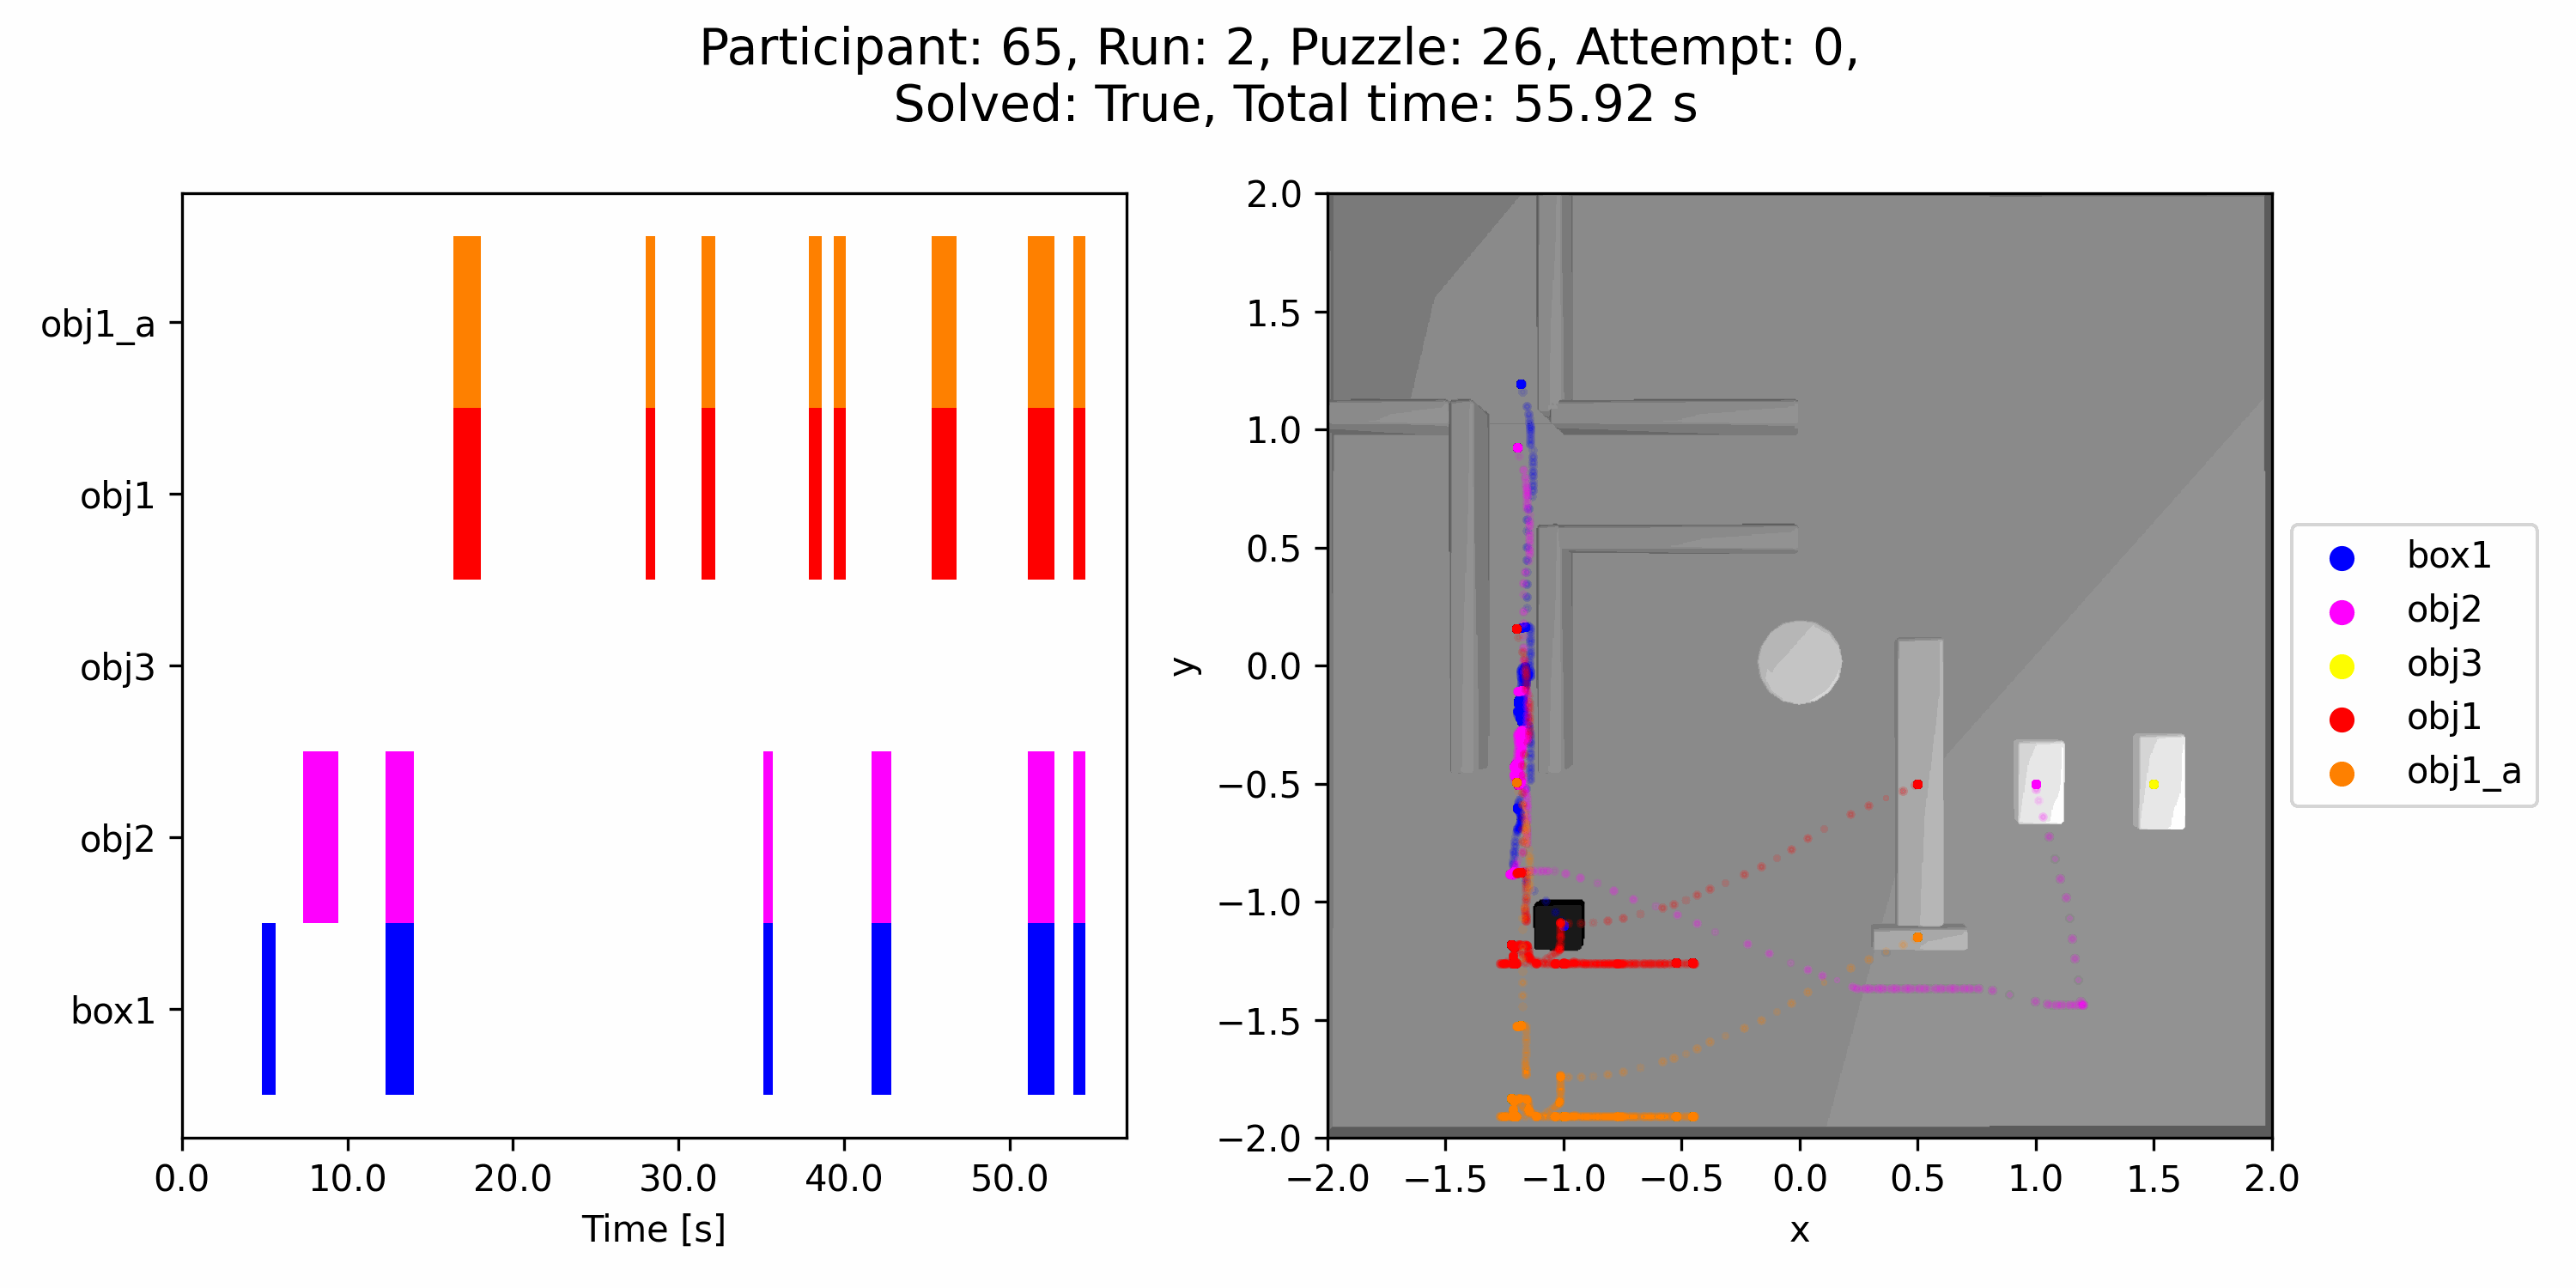 Participant: 65, Run: 2, Puzzle: 26, Attempt: 0,
Solved: True, Total time: 55.92 s
obj1_a
obj1
obj3
obj2
box1
0.0 10.0 20.0 30.0 40.0 50.0
Time [s]
2.0
1.5
1.0
0.5
0.0
−0.5
−1.0
−1.5
−2.0
y
−2.0 −1.5 −1.0 −0.5 0.0 0.5 1.0 1.5 2.0
x
box1
obj2
obj3
obj1
obj1_a